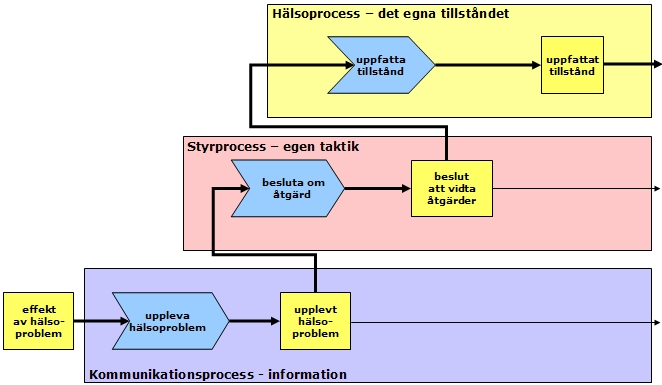 Hälsoprocess – det egna tillståndet
uppfatta
tillstånd
uppfattat
tillstånd
Styrprocess – egen taktik
besluta om
åtgärd
beslut
att vidta
åtgärder
effekt
av hälso-
problem
uppleva
hälsoproblem
upplevt
hälso-
problem
Kommunikationsprocess - information